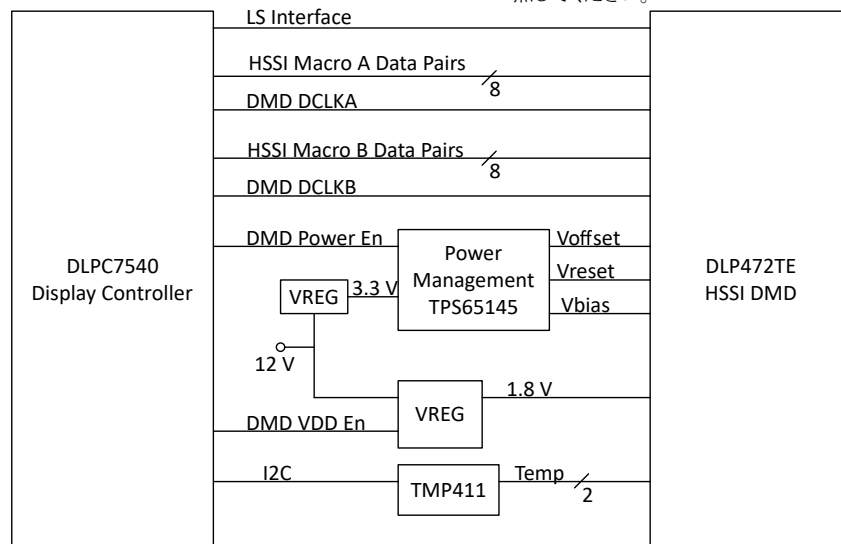 LS Interface
HSSI Macro A Data Pairs
8
DMD DCLKA
HSSI Macro B Data Pairs
8
DMD DCLKB
DMD Power En
Power
Management
TPS65145
Voffset
Vreset
Vbias
DLPC7540
Display Controller
DLP472TE
HSSI DMD
VREG
3.3 V
12 V
VREG
1.8 V
DMD VDD En
I2C
TMP411
Temp
2